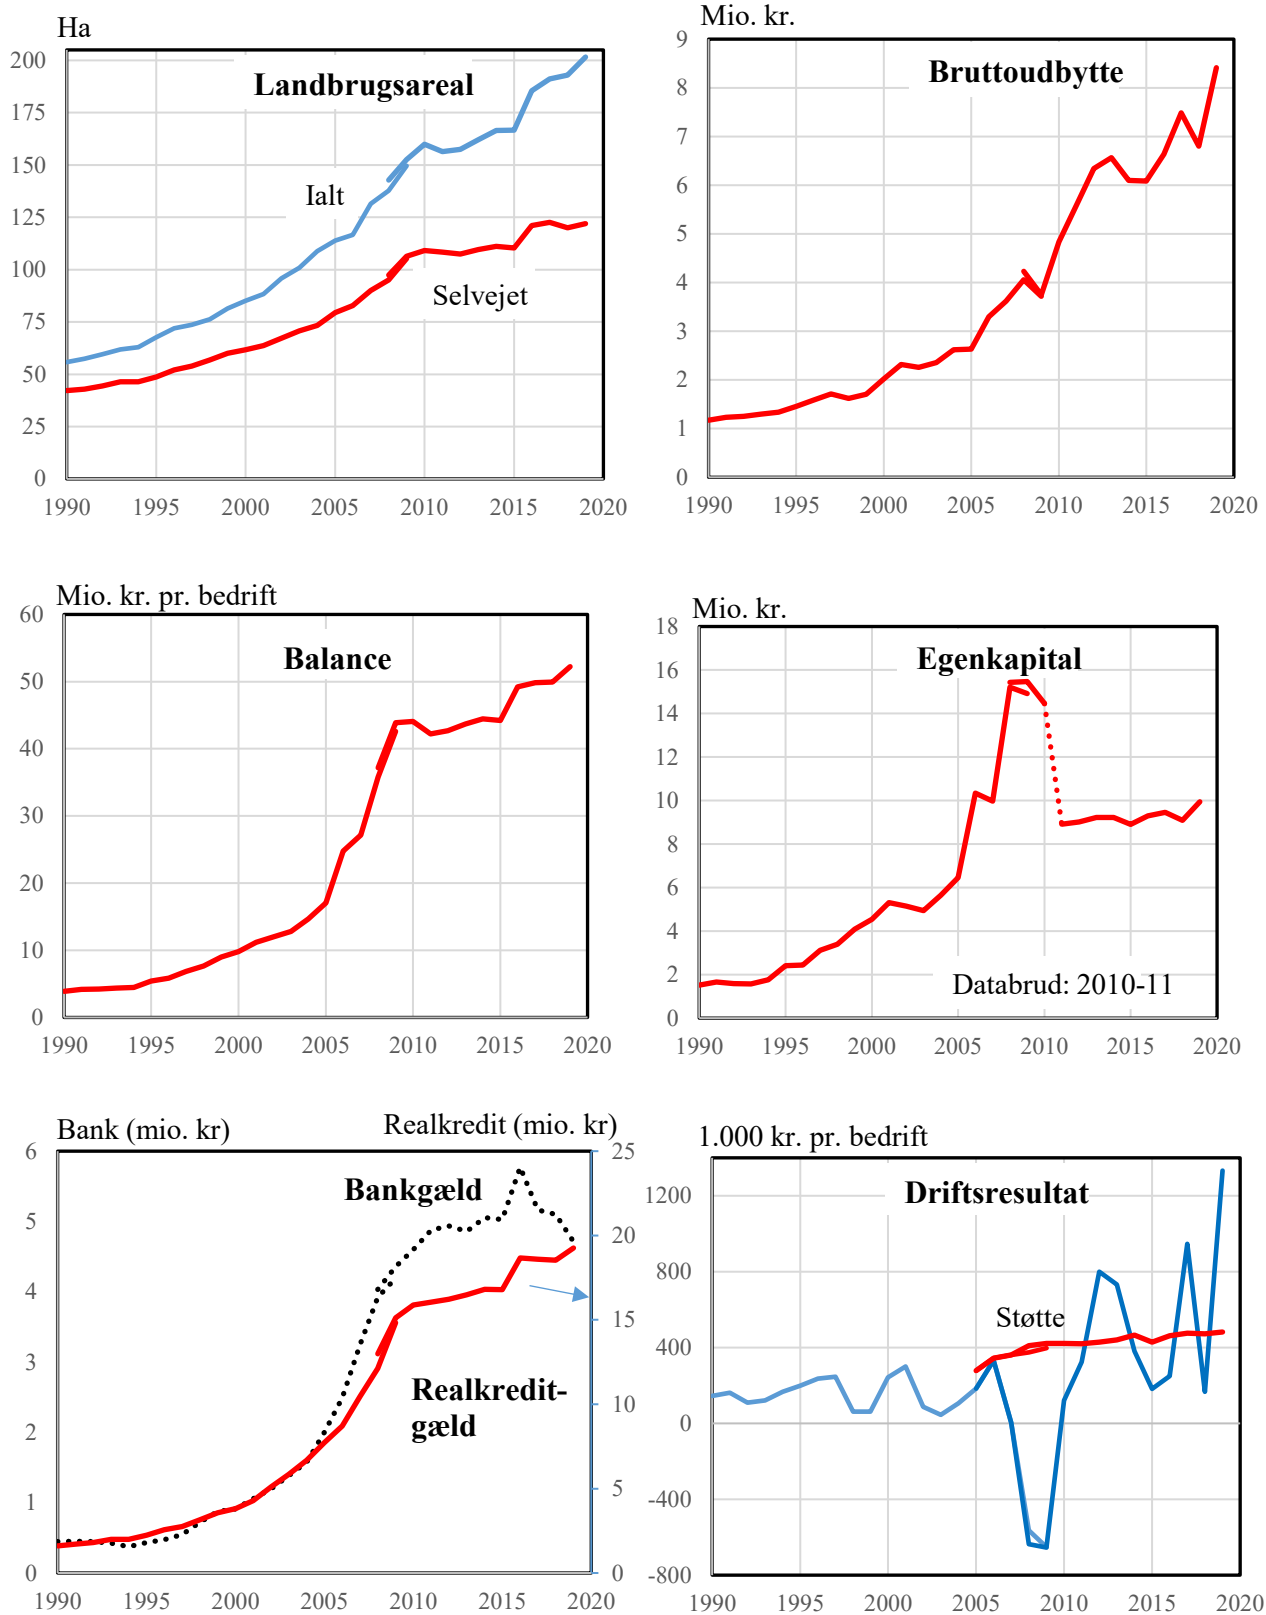 Ha
Landbrugsareal
200
175
150
125
100
75
50
25
0
Ialt
Selvejet
1990 1995 2000 2005 2010 2015 2020
Mio. kr.
Bruttoudbytte
9
8
7
6
5
4
3
2
1
0
1990 1995 2000 2005 2010 2015 2020
Mio. kr. pr. bedrift
Balance
60
50
40
30
20
10
0
1990 1995 2000 2005 2010 2015 2020
Mio. kr.
Egenkapital
18
16
14
12
10
8
6
4
2
0
Databrud: 2010-11
1990 1995 2000 2005 2010 2015 2020
Bank (mio. kr)
Realkredit (mio. kr)
6
5
4
3
2
1
0
Bankgæld
Realkredit-
gæld
25
20
15
10
5
0
1990 1995 2000 2005 2010 2015 2020
1.000 kr. pr. bedrift
Driftsresultat
1200
800
400
0
-400
-800
Støtte
1990 1995 2000 2005 2010 2015 2020